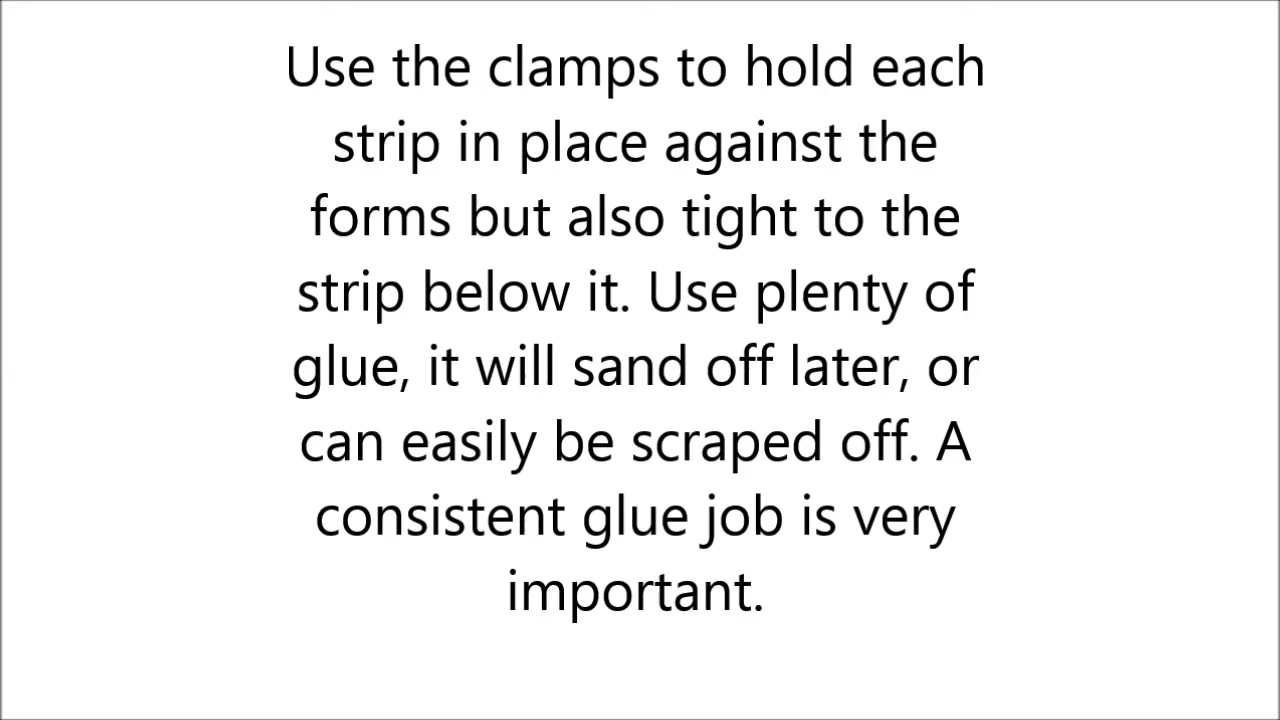 Use the clamps to hold each
strip in place against the
forms but also tight to the
strip below it. Use plenty of
glue, it will sand off later, or
can easily be scraped off. A
consistent glue job is very
important.